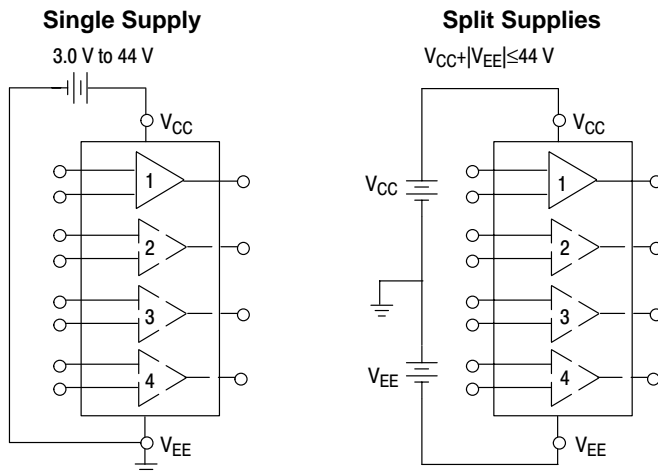 Single Supply
3.0 V to 44 V
VCC
1
2
3
4
VEE
Split Supplies
VCC+|VEE|≤44 V
VCC
VCC
1
2
3
VEE
4
VEE